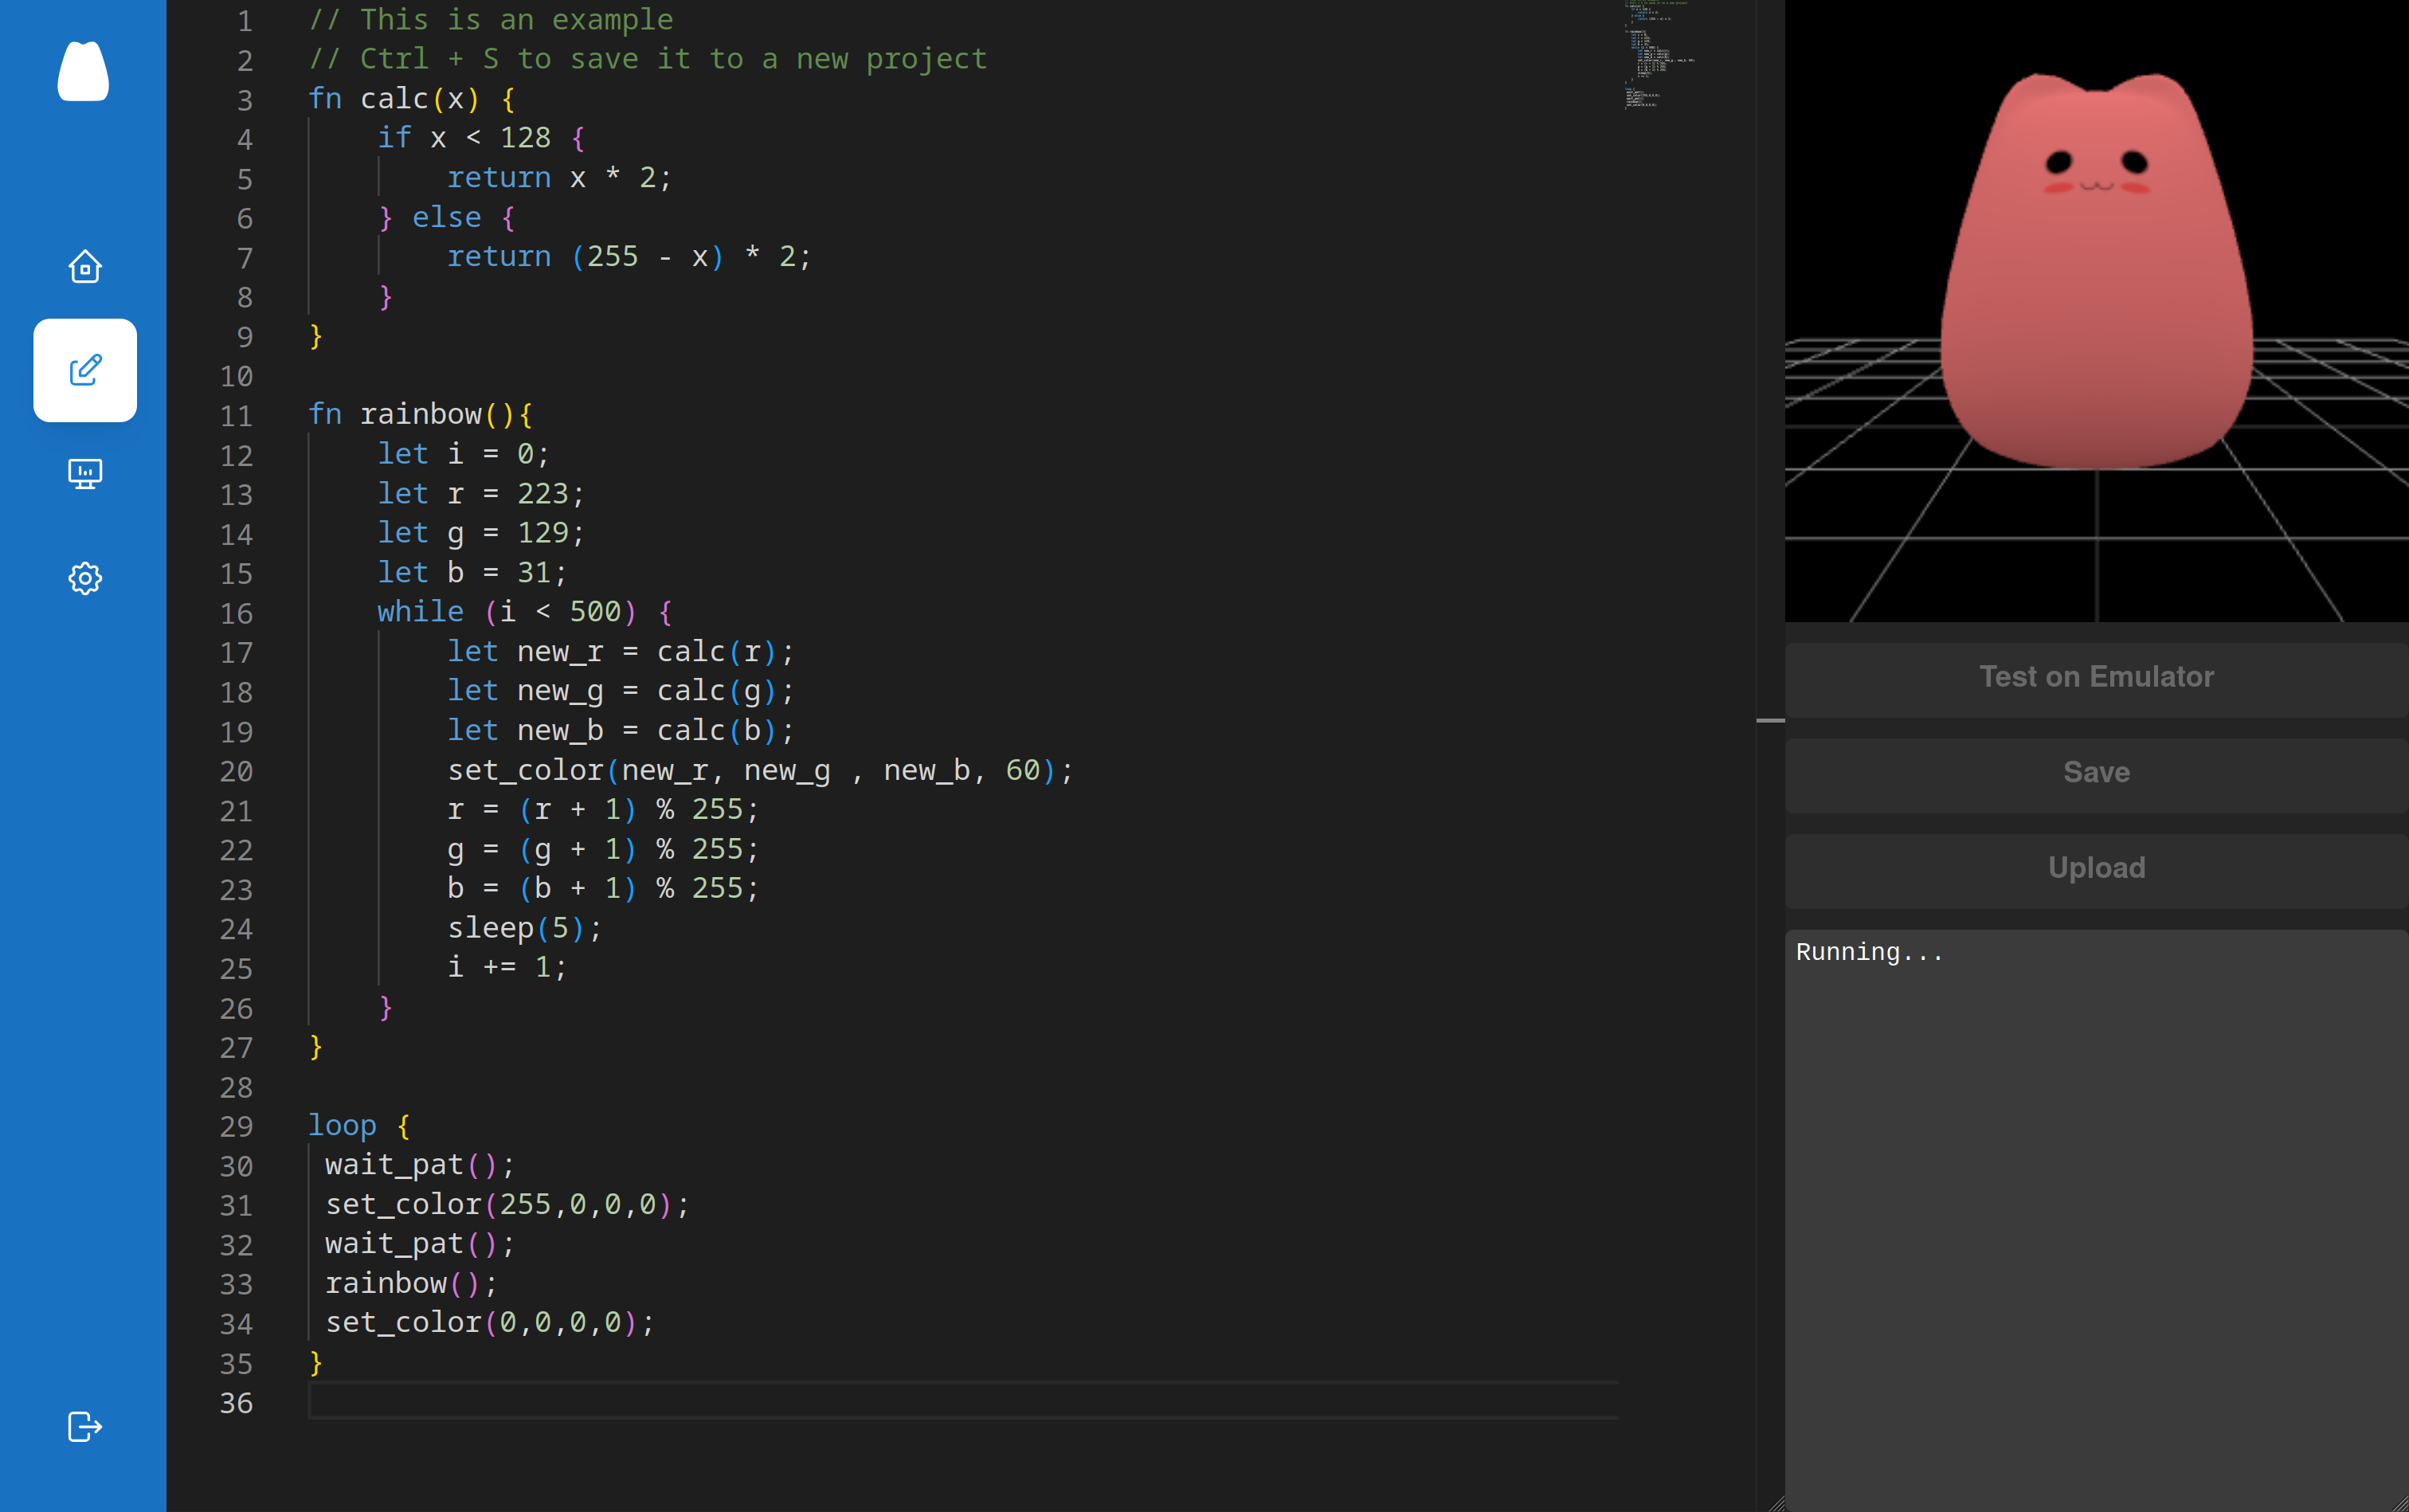 1 // This is an example
2 // Ctrl + S to save it to a new project
3 fn calc(x) {
4 if x < 128 {
5 return x * 2;
6 } else {
7 return (255 - x) * 2;
8 }
9 }
10
11 fn rainbow(){
12 let i = 0;
13 let r = 223;
14 let g = 129;
15 let b = 31;
16 while (i < 500) {
17 let new_r = calc(r);
18 let new_g = calc(g);
19 let new_b = calc(b);
20 set_color(new_r, new_g , new_b, 60);
21 r = (r + 1) % 255;
22 g = (g + 1) % 255;
23 b = (b + 1) % 255;
24 sleep(5);
25 i += 1;
26 }
27 }
28
29 loop {
30 wait_pat();
31 set_color(255,0,0,0);
32 wait_pat();
33 rainbow();
34 set_color(0,0,0,0);
35 }
36
Test on Emulator
Save
Upload
Running...